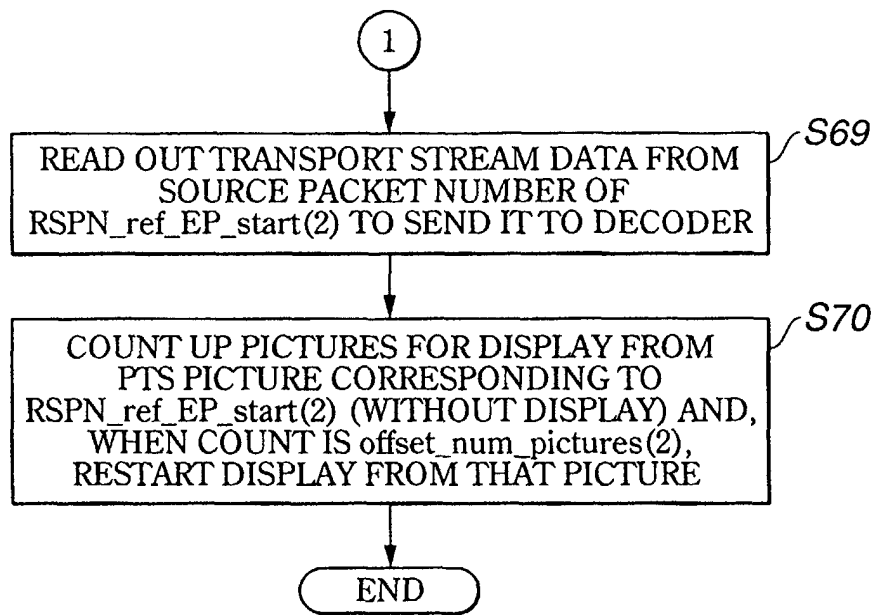 1
S69
READ OUT TRANSPORT STREAM DATA FROM
SOURCE PACKET NUMBER OF
RSPN_ref_EP_start(2) TO SEND IT TO DECODER
S70
COUNT UP PICTURES FOR DISPLAY FROM
PTS PICTURE CORRESPONDING TO
RSPN_ref_EP_start(2) (WITHOUT DISPLAY) AND,
WHEN COUNT IS offset_num_pictures(2),
RESTART DISPLAY FROM THAT PICTURE
END